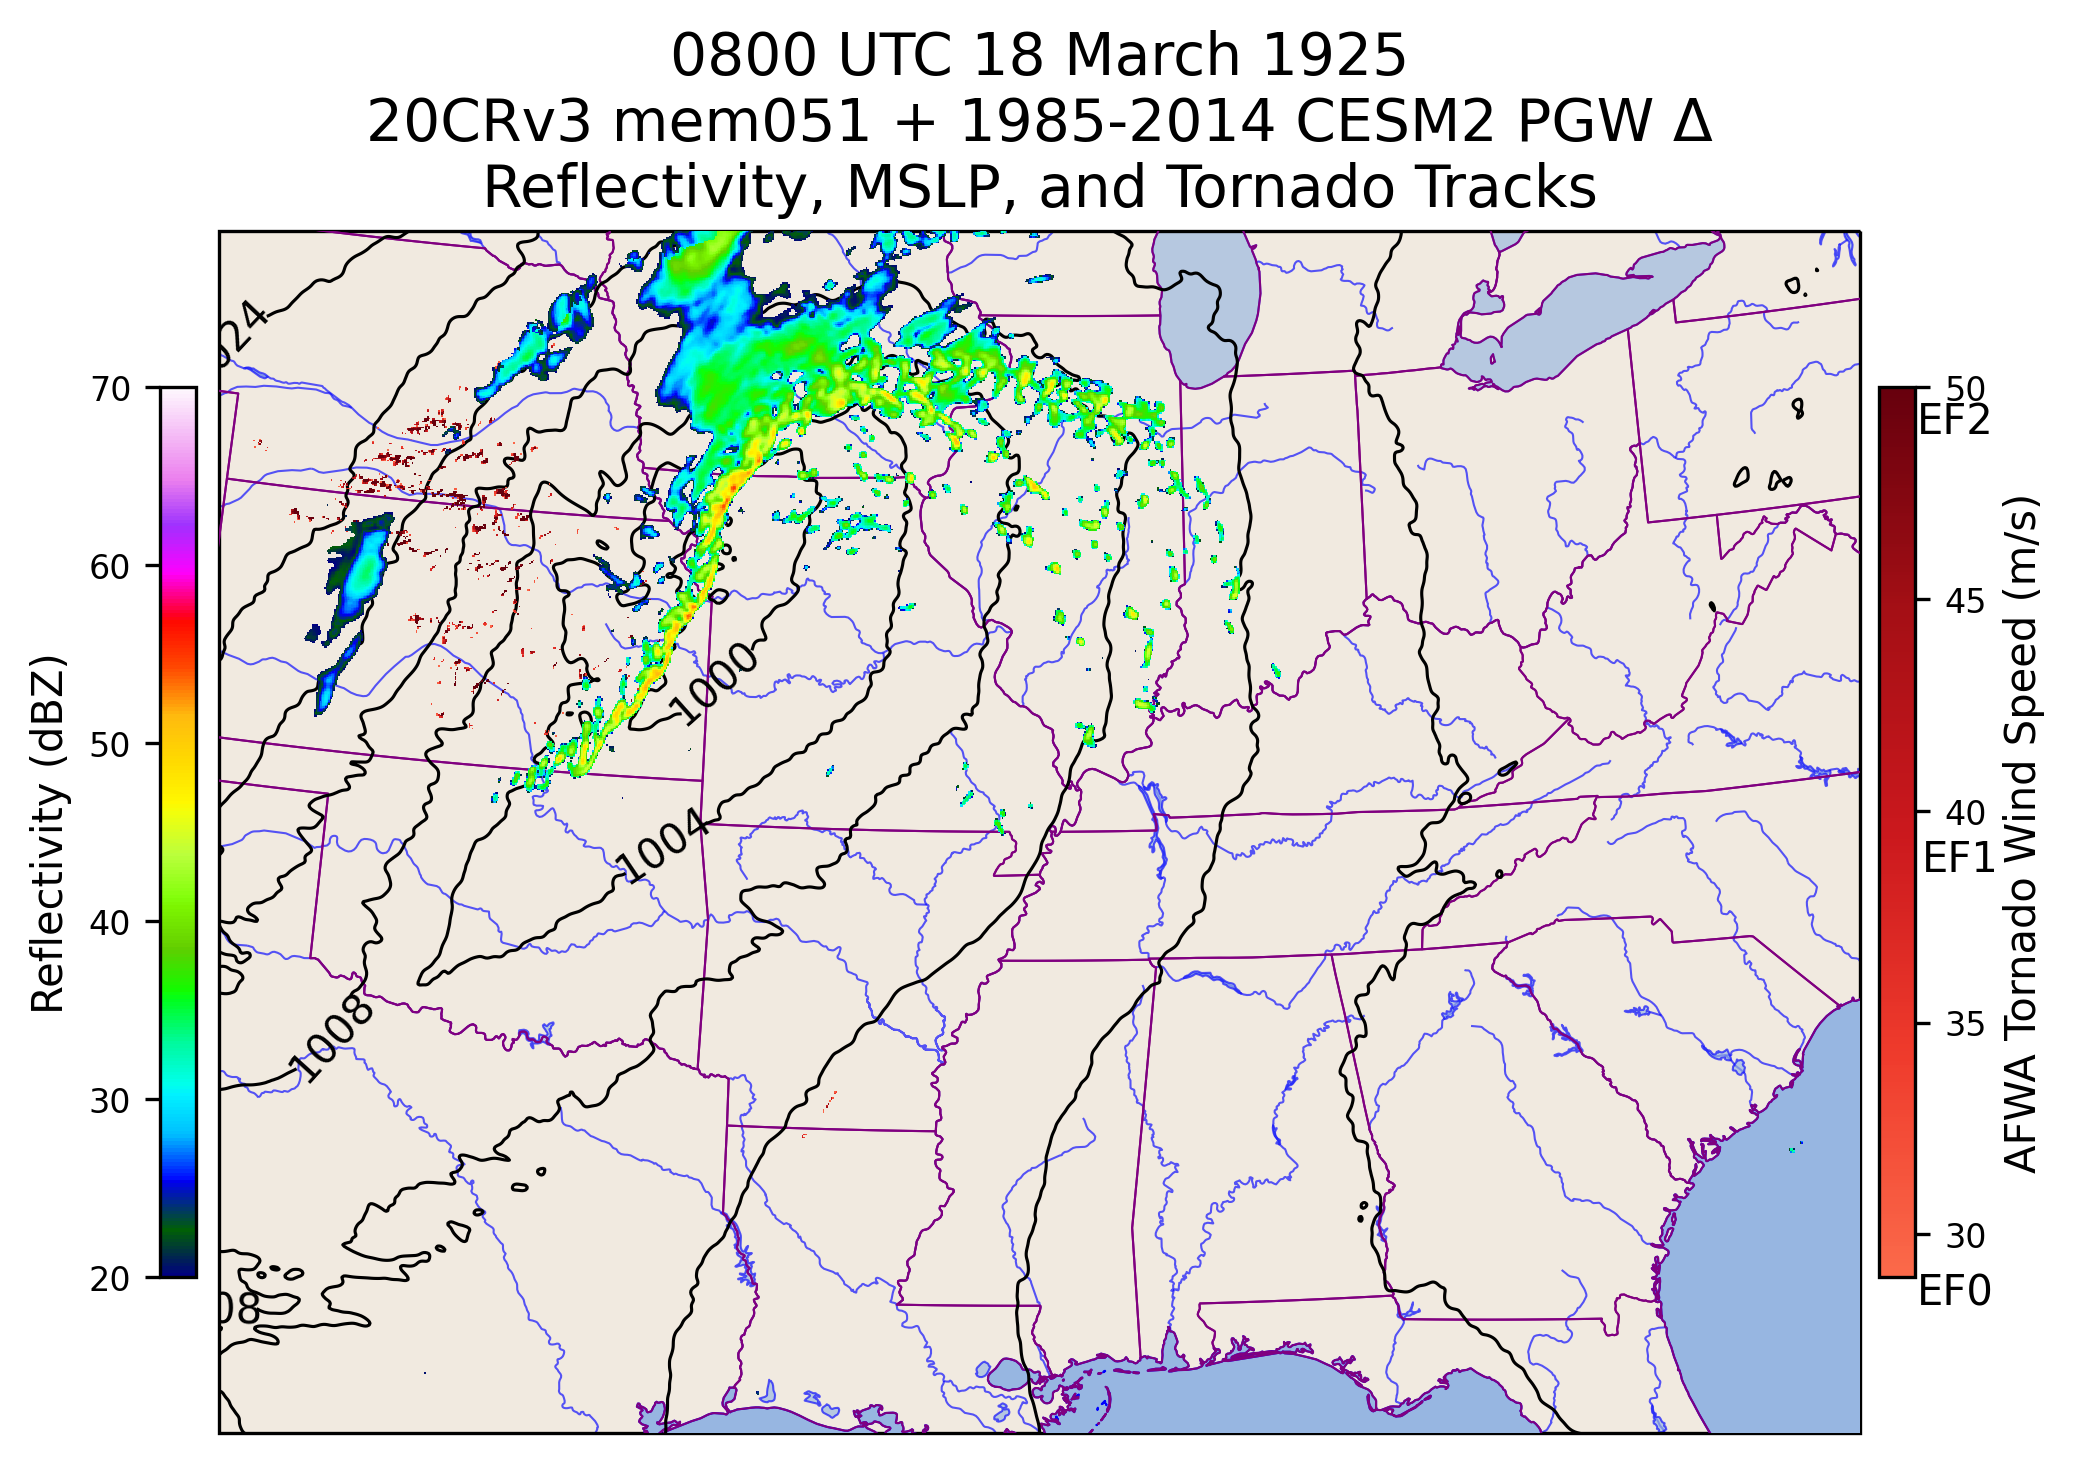 0800 UTC 18 March 1925
20CRv3 mem051 + 1985-2014 CESM2 PGW Δ
Reflectivity, MSLP, and Tornado Tracks
024
1000
1004
1008
08
70
60
50
40
30
20
Reflectivity (dBZ)
50
EF2
45
40
EF1
35
30
EF0
AFWA Tornado Wind Speed (m/s)